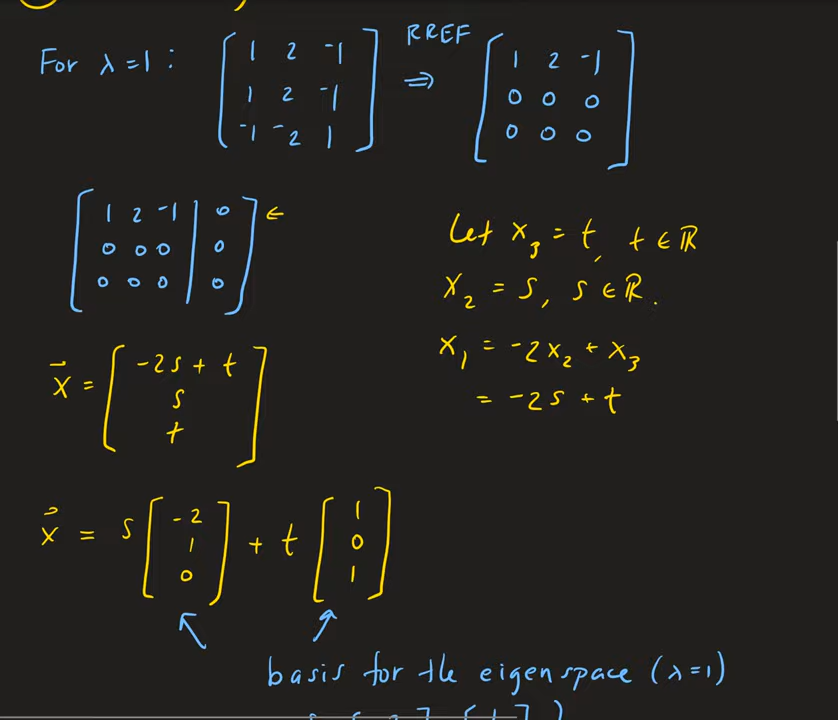 For λ=1: [1 2 -1; 1 2 -1; -1 -2 1] RREF ⇒ [1 2 -1; 0 0 0; 0 0 0]
[1 2 -1 | 0; 0 0 0 | 0; 0 0 0 | 0] ←
Let x₃ = t, t ∈ ℝ
x₂ = s, s ∈ ℝ.
x₁ = -2x₂ + x₃
= -2s + t
x⃗ = [-2s + t; s; t]
x⃗ = s[-2; 1; 0] + t[1; 0; 1]
basis for the eigenspace (λ=1)